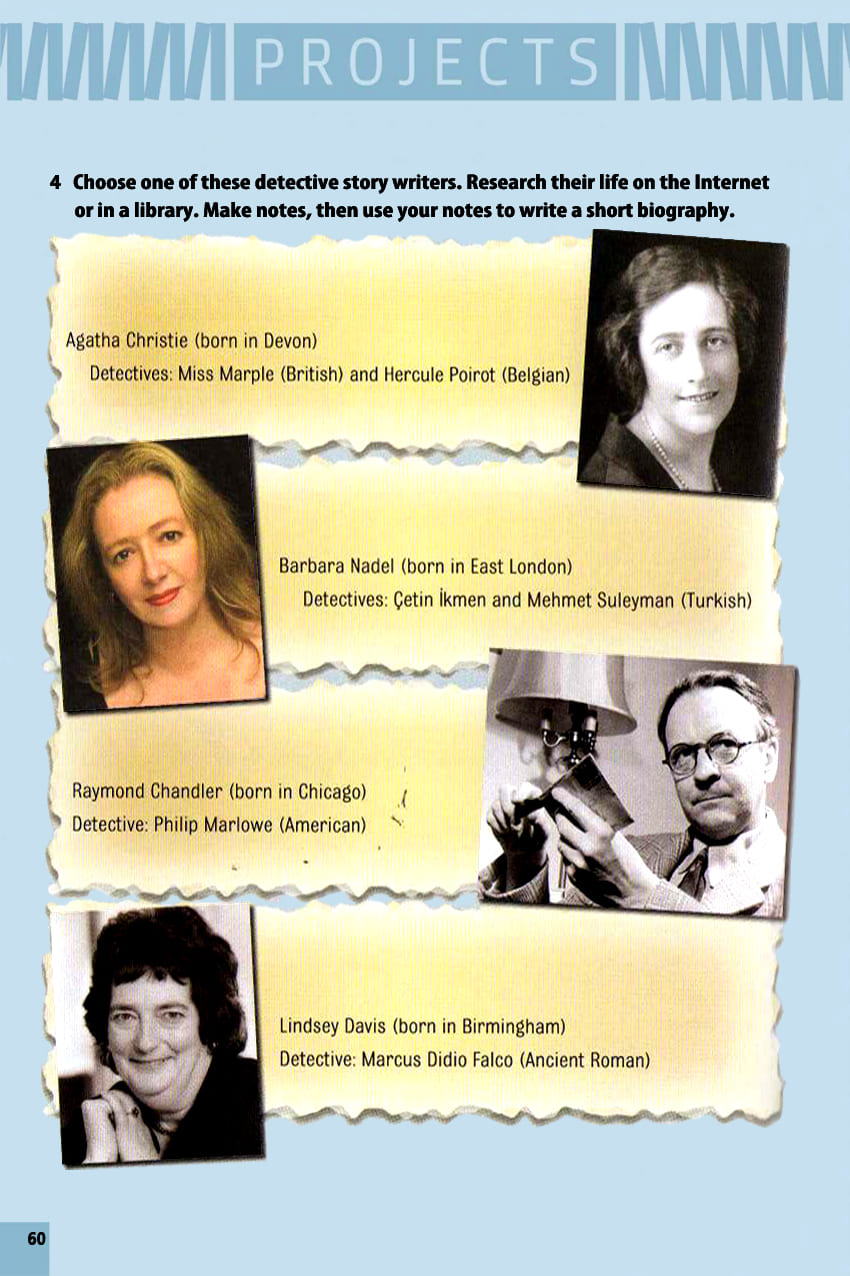 PROJECTS
4 Choose one of these detective story writers. Research their life on the Internet
or in a library. Make notes, then use your notes to write a short biography.
Agatha Christie (born in Devon)
Detectives: Miss Marple (British) and Hercule Poirot (Belgian)
Barbara Nadel (born in East London)
Detectives: Çetin İkmen and Mehmet Suleyman (Turkish)
Raymond Chandler (born in Chicago)
Detective: Philip Marlowe (American)
Lindsey Davis (born in Birmingham)
Detective: Marcus Didio Falco (Ancient Roman)
60